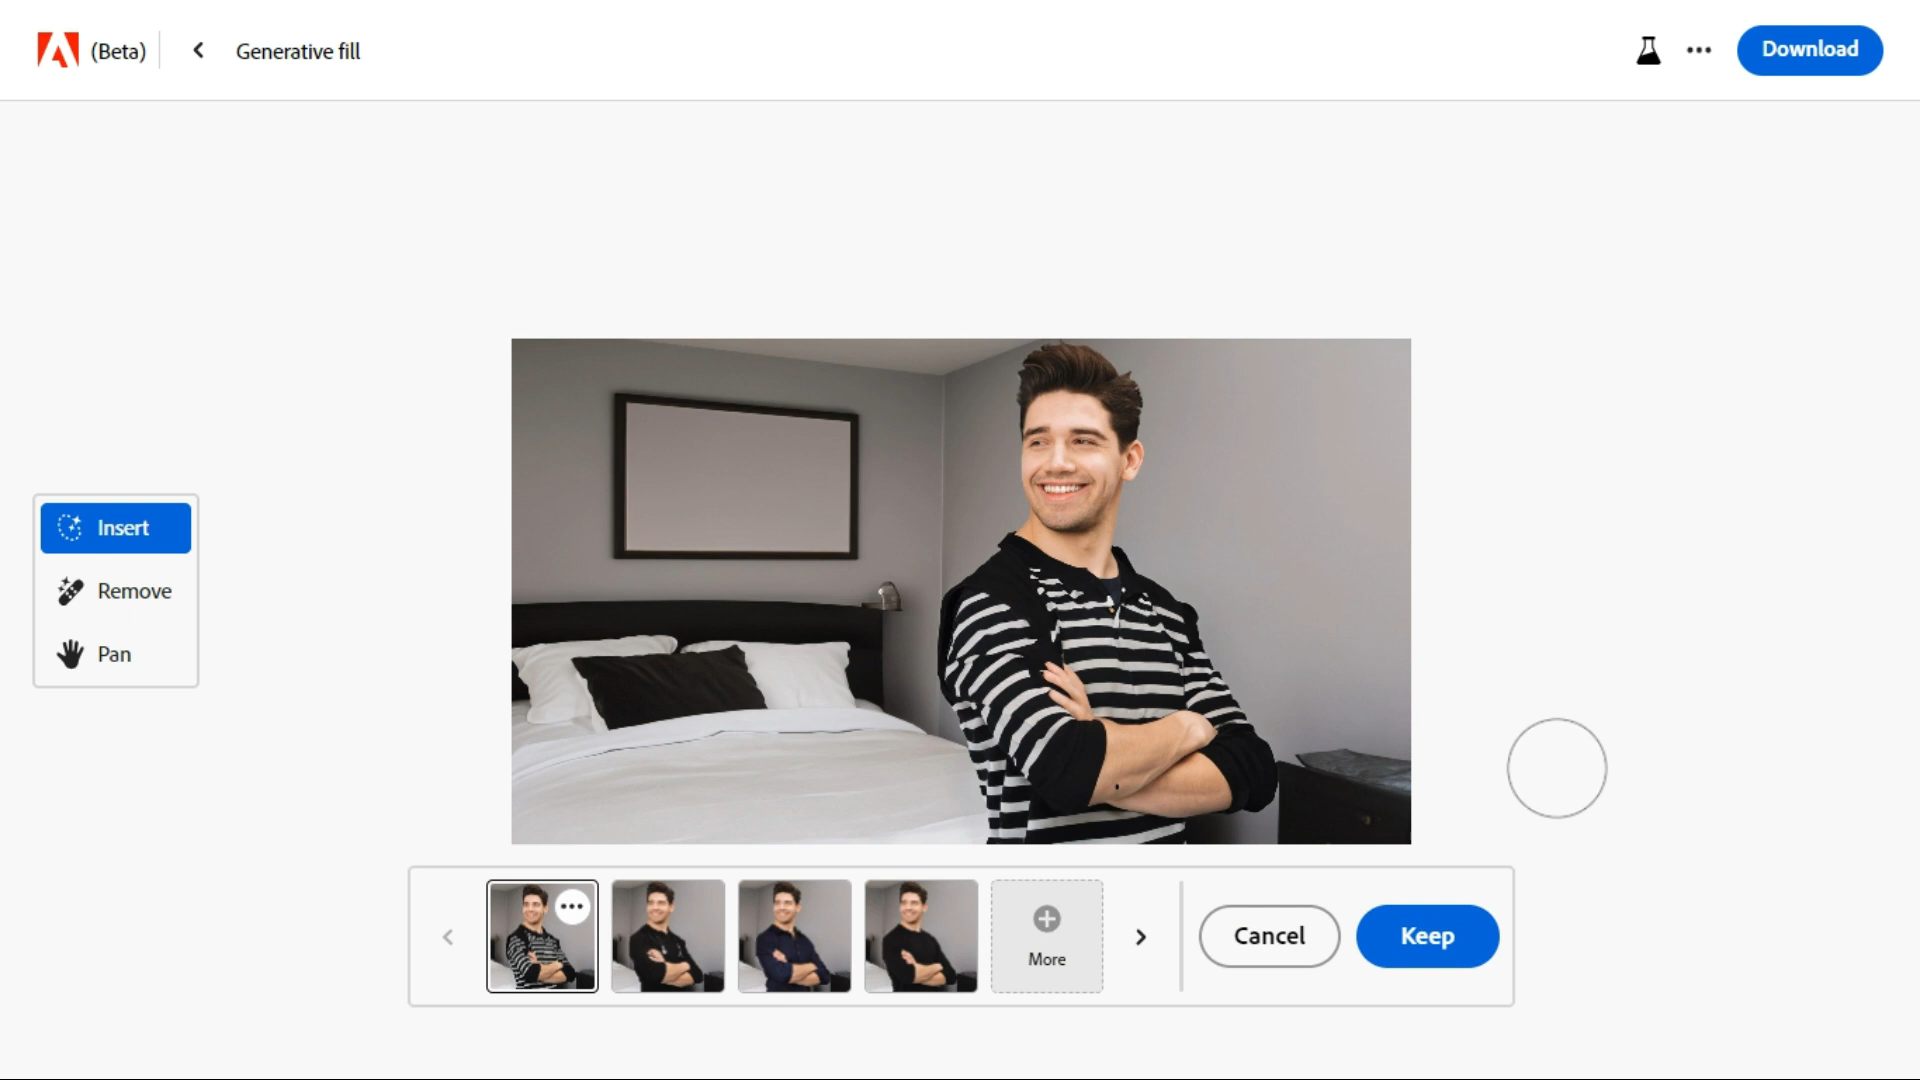 (Beta)
Generative fill
Download
Insert
Remove
Pan
More
Cancel
Keep